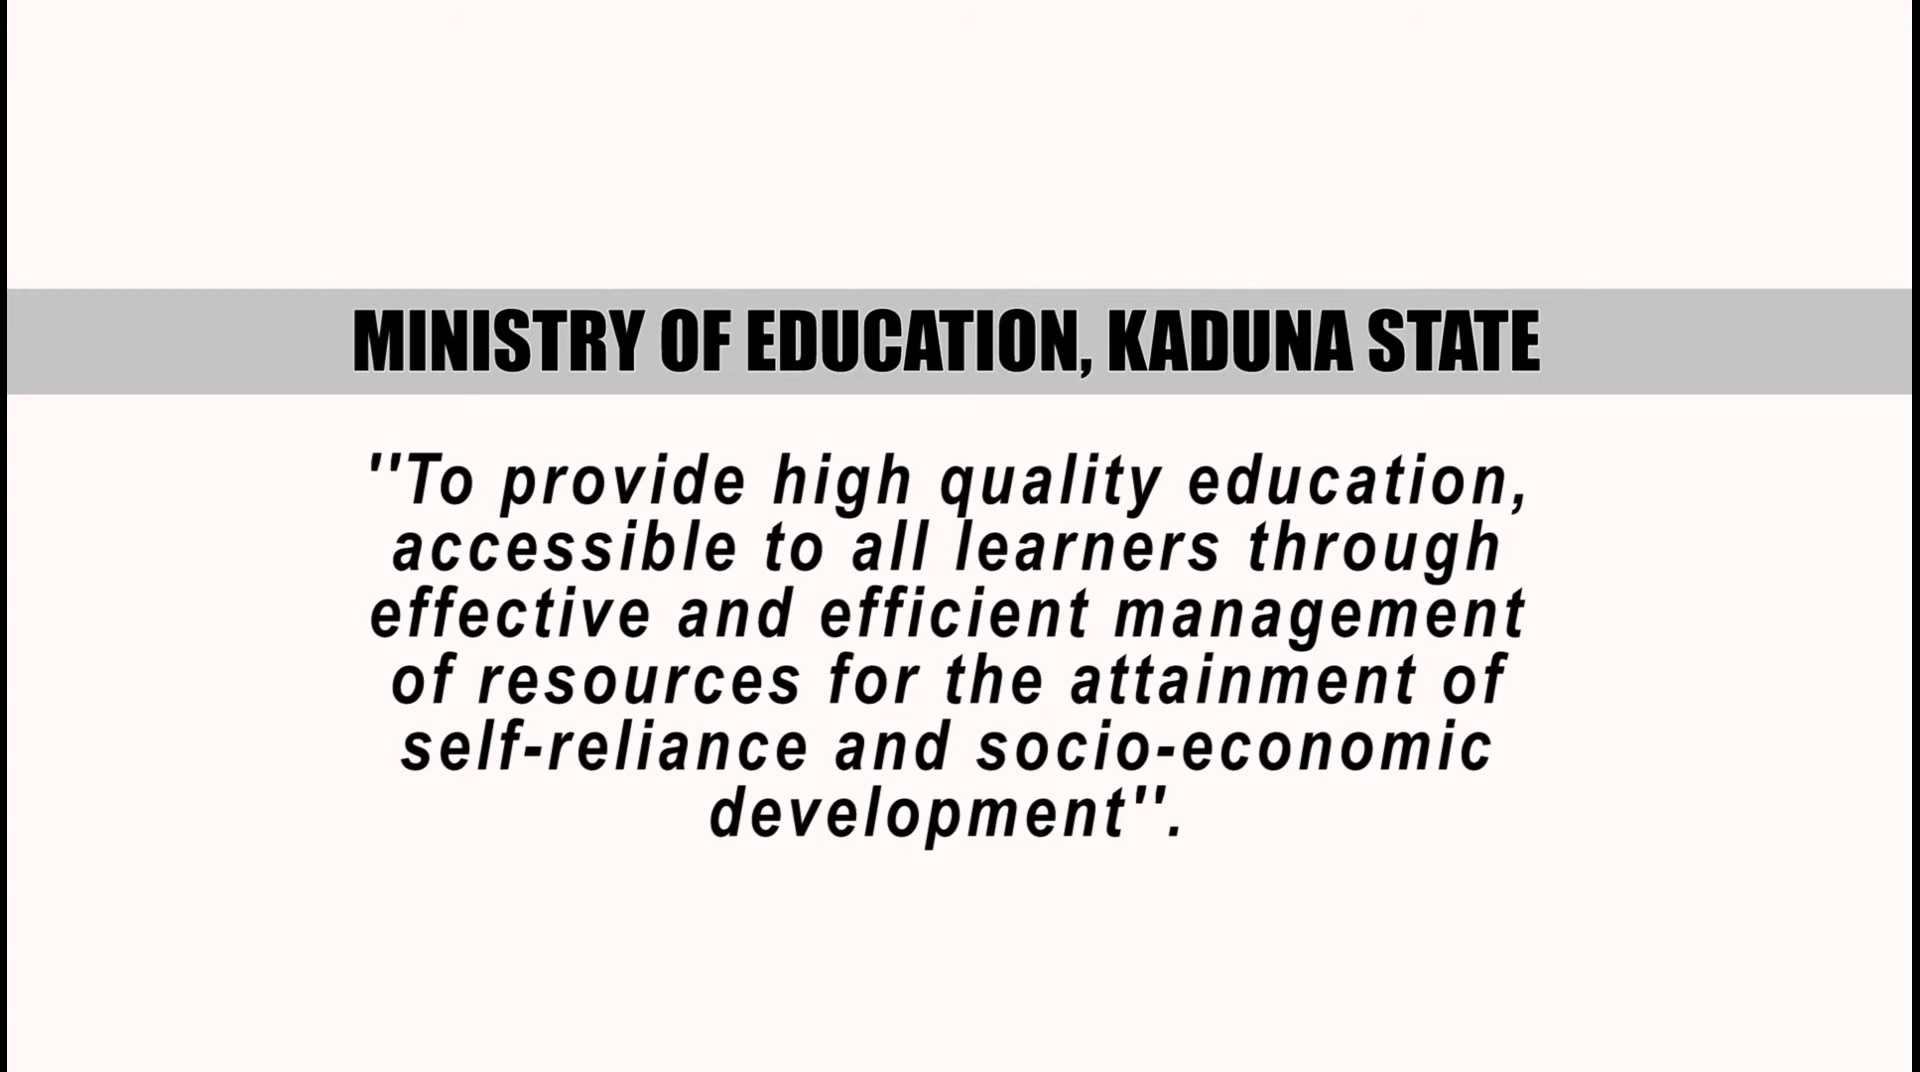 MINISTRY OF EDUCATION, KADUNA STATE
''To provide high quality education,
accessible to all learners through
effective and efficient management
of resources for the attainment of
self-reliance and socio-economic
development''.